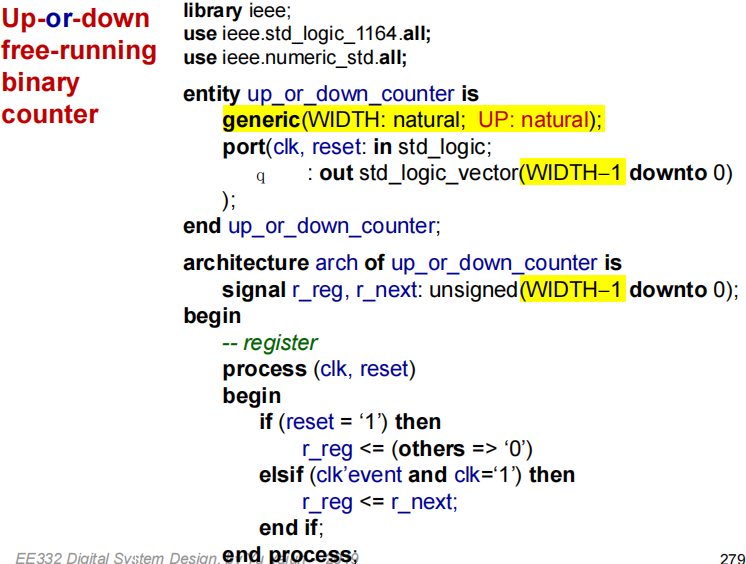 Up-or-down
free-running
binary
counter
library ieee;
use ieee.std_logic_1164.all;
use ieee.numeric_std.all;
entity up_or_down_counter is
generic(WIDTH: natural; UP: natural);
port(clk, reset: in std_logic;
q : out std_logic_vector(WIDTH–1 downto 0)
);
end up_or_down_counter;
architecture arch of up_or_down_counter is
signal r_reg, r_next: unsigned(WIDTH–1 downto 0);
begin
-- register
process (clk, reset)
begin
if (reset = ‘1’) then
r_reg <= (others => ‘0’)
elsif (clk’event and clk=‘1’) then
r_reg <= r_next;
end if;
end process;
EE332 Digital System Design, by
279